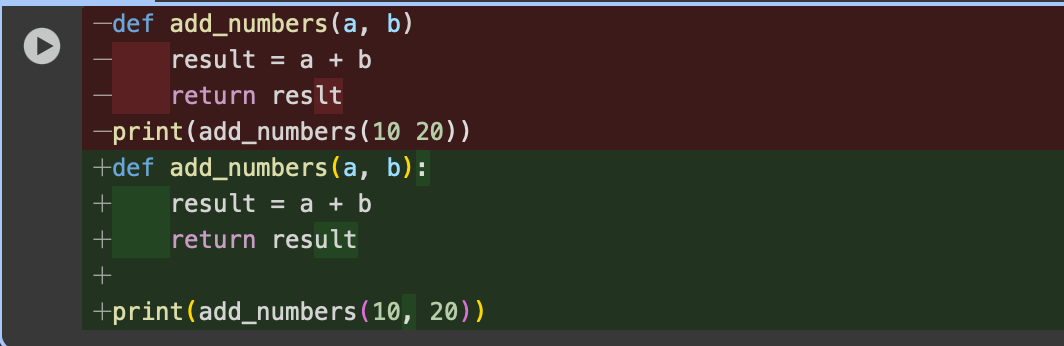 -def add_numbers(a, b)
-    result = a + b
-    return reslt
-print(add_numbers(10 20))
+def add_numbers(a, b):
+    result = a + b
+    return result
+
+print(add_numbers(10, 20))